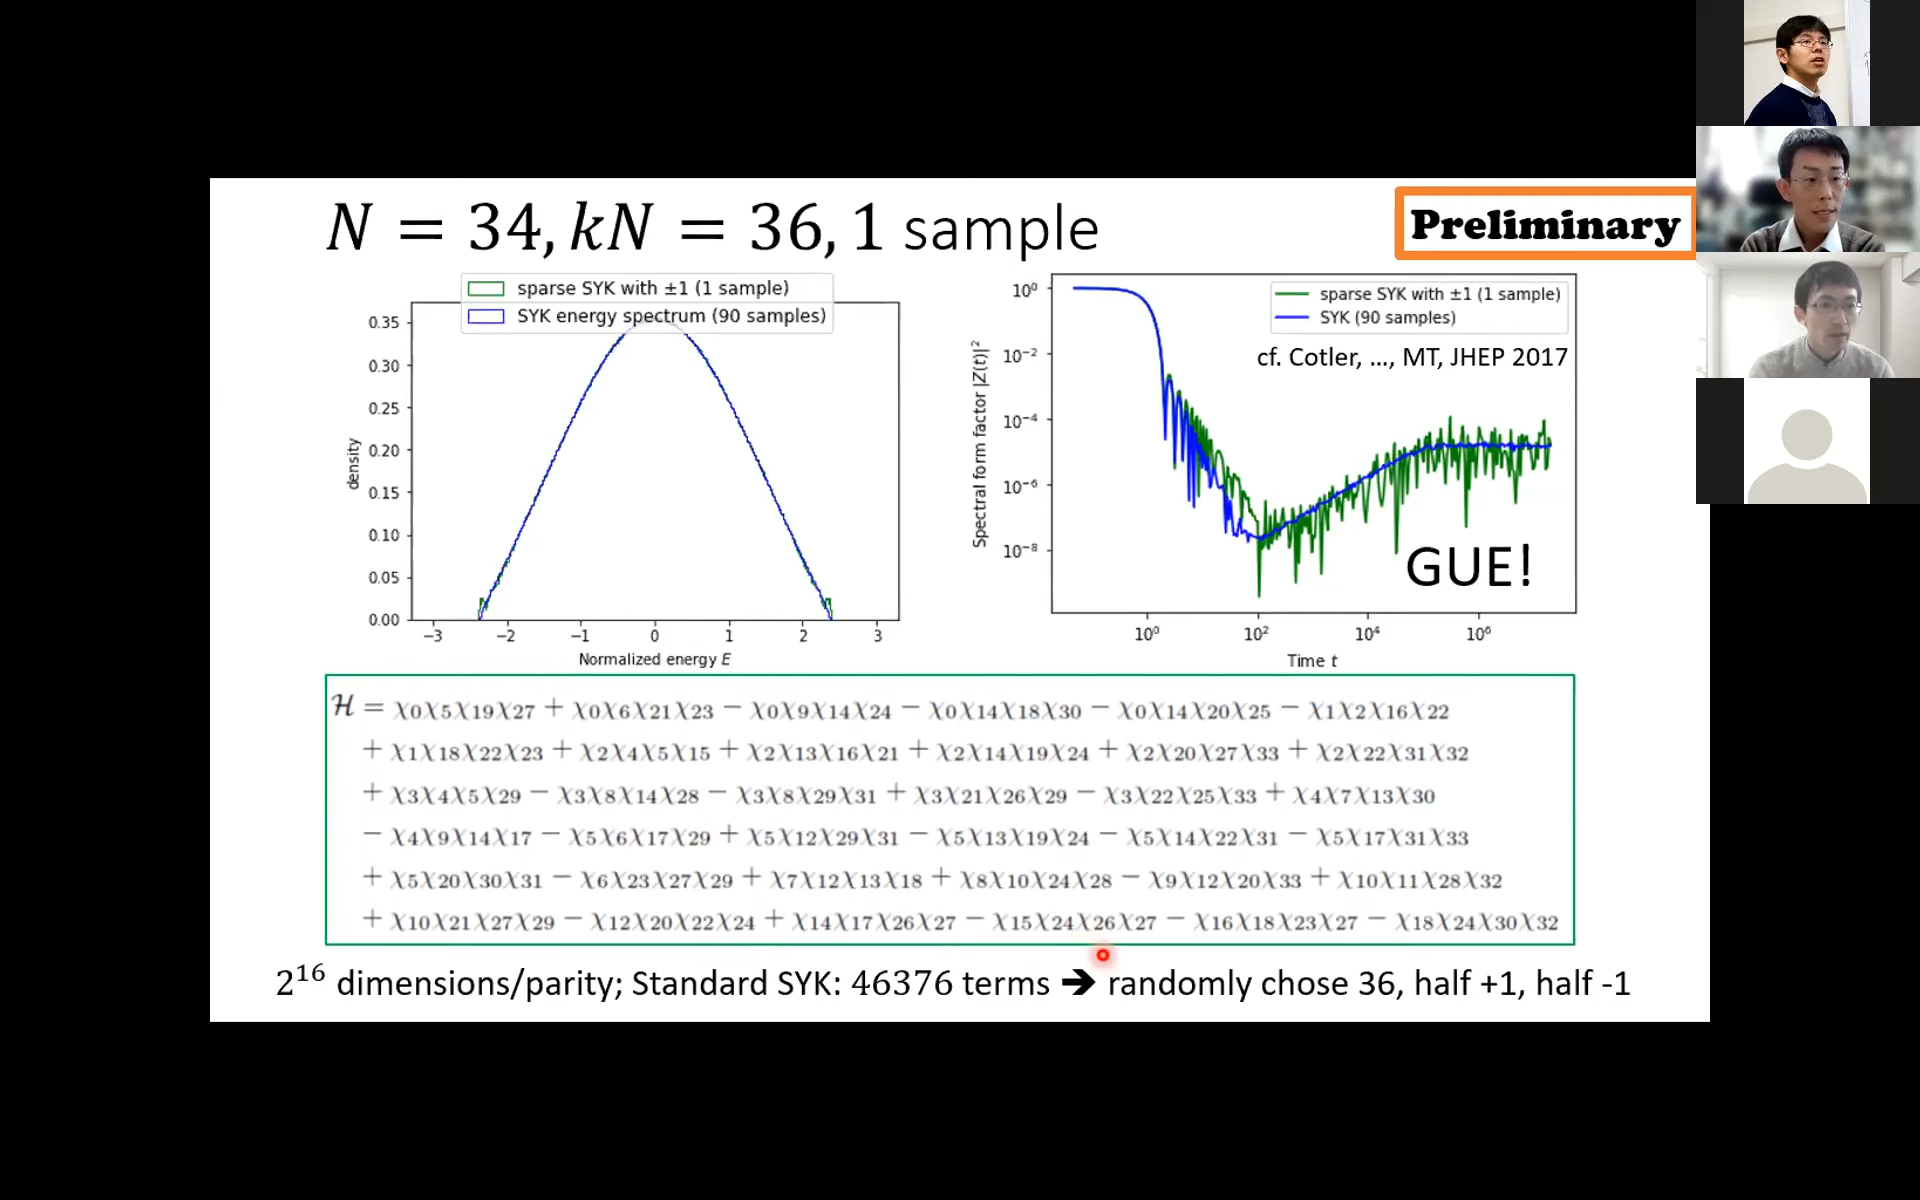 N = 34, kN = 36, 1 sample
Preliminary
sparse SYK with ±1 (1 sample)
SYK energy spectrum (90 samples)
0.35
0.30
0.25
0.20
0.15
0.10
0.05
0.00
density
−3 −2 −1 0 1 2 3
Normalized energy E
sparse SYK with ±1 (1 sample)
SYK (90 samples)
cf. Cotler, ..., MT, JHEP 2017
10⁰
10⁻²
10⁻⁴
10⁻⁶
10⁻⁸
Spectral form factor |Z(t)|²
GUE!
10⁰ 10² 10⁴ 10⁶
Time t
ℋ = χ₀χ₅χ₁₉χ₂₇ + χ₀χ₆χ₂₁χ₂₃ − χ₀χ₉χ₁₄χ₂₄ − χ₀χ₁₄χ₁₈χ₃₀ − χ₀χ₁₄χ₂₀χ₂₅ − χ₁χ₂χ₁₆χ₂₂
+ χ₁χ₁₈χ₂₂χ₂₃ + χ₂χ₄χ₅χ₁₅ + χ₂χ₁₃χ₁₆χ₂₁ + χ₂χ₁₄χ₁₉χ₂₄ + χ₂χ₂₀χ₂₇χ₃₃ + χ₂χ₂₂χ₃₁χ₃₂
+ χ₃χ₄χ₅χ₂₉ − χ₃χ₈χ₁₄χ₂₈ − χ₃χ₈χ₂₉χ₃₁ + χ₃χ₂₁χ₂₆χ₂₉ − χ₃χ₂₂χ₂₅χ₃₃ + χ₄χ₇χ₁₃χ₃₀
− χ₄χ₉χ₁₄χ₁₇ − χ₅χ₆χ₁₇χ₂₉ + χ₅χ₁₂χ₂₉χ₃₁ − χ₅χ₁₃χ₁₉χ₂₄ − χ₅χ₁₄χ₂₂χ₃₁ − χ₅χ₁₇χ₃₁χ₃₃
+ χ₅χ₂₀χ₃₀χ₃₁ − χ₆χ₂₃χ₂₇χ₂₉ + χ₇χ₁₂χ₁₃χ₁₈ + χ₈χ₁₀χ₂₄χ₂₈ − χ₉χ₁₂χ₂₀χ₃₃ + χ₁₀χ₁₁χ₂₈χ₃₂
+ χ₁₀χ₂₁χ₂₇χ₂₉ − χ₁₂χ₂₀χ₂₂χ₂₄ + χ₁₄χ₁₇χ₂₆χ₂₇ − χ₁₅χ₂₄χ₂₆χ₂₇ − χ₁₆χ₁₈χ₂₃χ₂₇ − χ₁₈χ₂₄χ₃₀χ₃₂
2¹⁶ dimensions/parity; Standard SYK: 46376 terms ➔ randomly chose 36, half +1, half -1